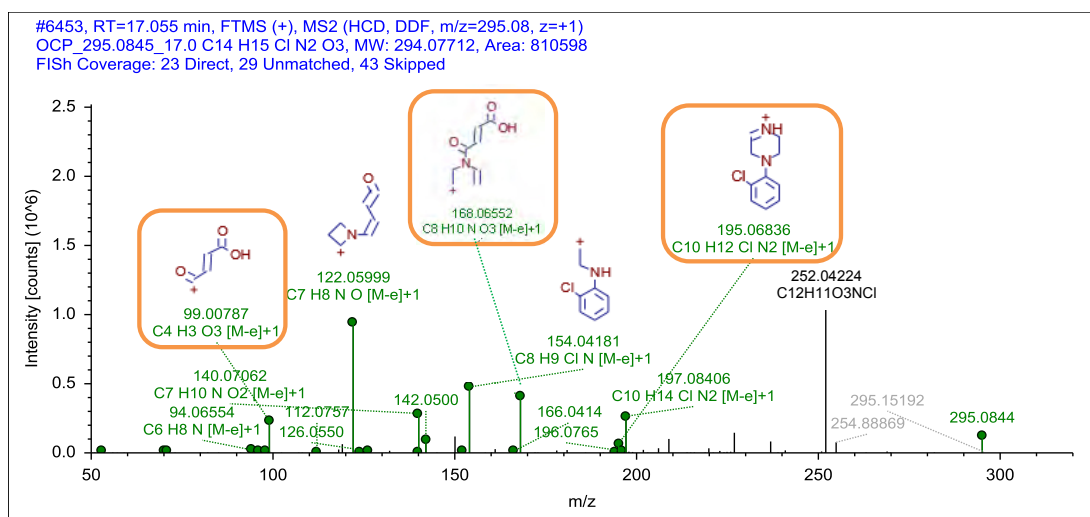 #6453, RT=17.055 min, FTMS (+), MS2 (HCD, DDF, m/z=295.08, z=+1)
OCP_295.0845_17.0 C14 H15 Cl N2 O3, MW: 294.07712, Area: 810598
FISh Coverage: 23 Direct, 29 Unmatched, 43 Skipped
Intensity [counts] (10^6)
2.5
2.0
1.5
1.0
0.5
0.0
50
100
150
200
250
300
m/z
O
OH
O
+
99.00787
C4 H3 O3 [M-e]+1
O
N
+
122.05999
C7 H8 N O [M-e]+1
O
OH
O
N
+
168.06552
C8 H10 N O3 [M-e]+1
+
NH
Cl
154.04181
C8 H9 Cl N [M-e]+1
+
NH
N
Cl
195.06836
C10 H12 Cl N2 [M-e]+1
252.04224
C12H11O3NCl
140.07062
C7 H10 N O2 [M-e]+1
94.06554
C6 H8 N [M-e]+1
112.0757
126.0550
142.0500
166.0414
196.0765
197.08406
C10 H14 Cl N2 [M-e]+1
295.15192
254.88869
295.0844